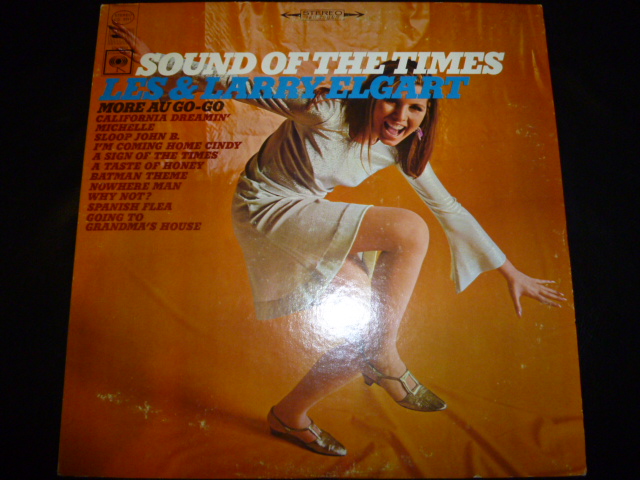 STEREO
SOUND OF THE TIMES
LES & LARRY ELGART
MORE AU GO-GO
CALIFORNIA DREAMIN'
MICHELLE
SLOOP JOHN B.
I'M COMING HOME CINDY
A SIGN OF THE TIMES
A TASTE OF HONEY
BATMAN THEME
NOWHERE MAN
WHY NOT?
SPANISH FLEA
GOING TO
GRANDMA'S HOUSE